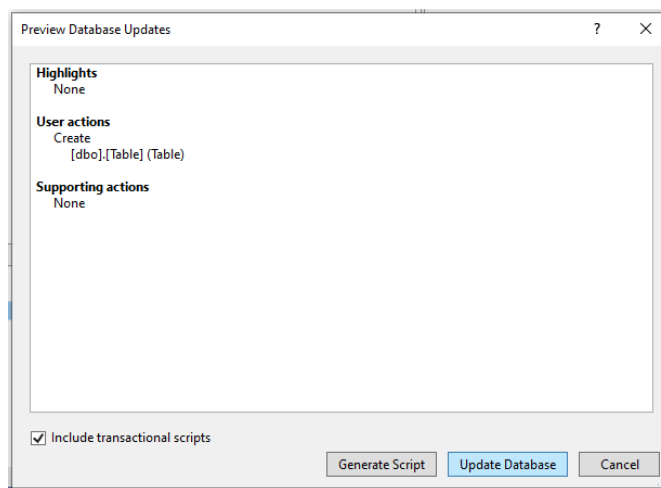 Preview Database Updates
?
Highlights
None
User actions
Create
[dbo].[Table] (Table)
Supporting actions
None
Include transactional scripts
Generate Script
Update Database
Cancel